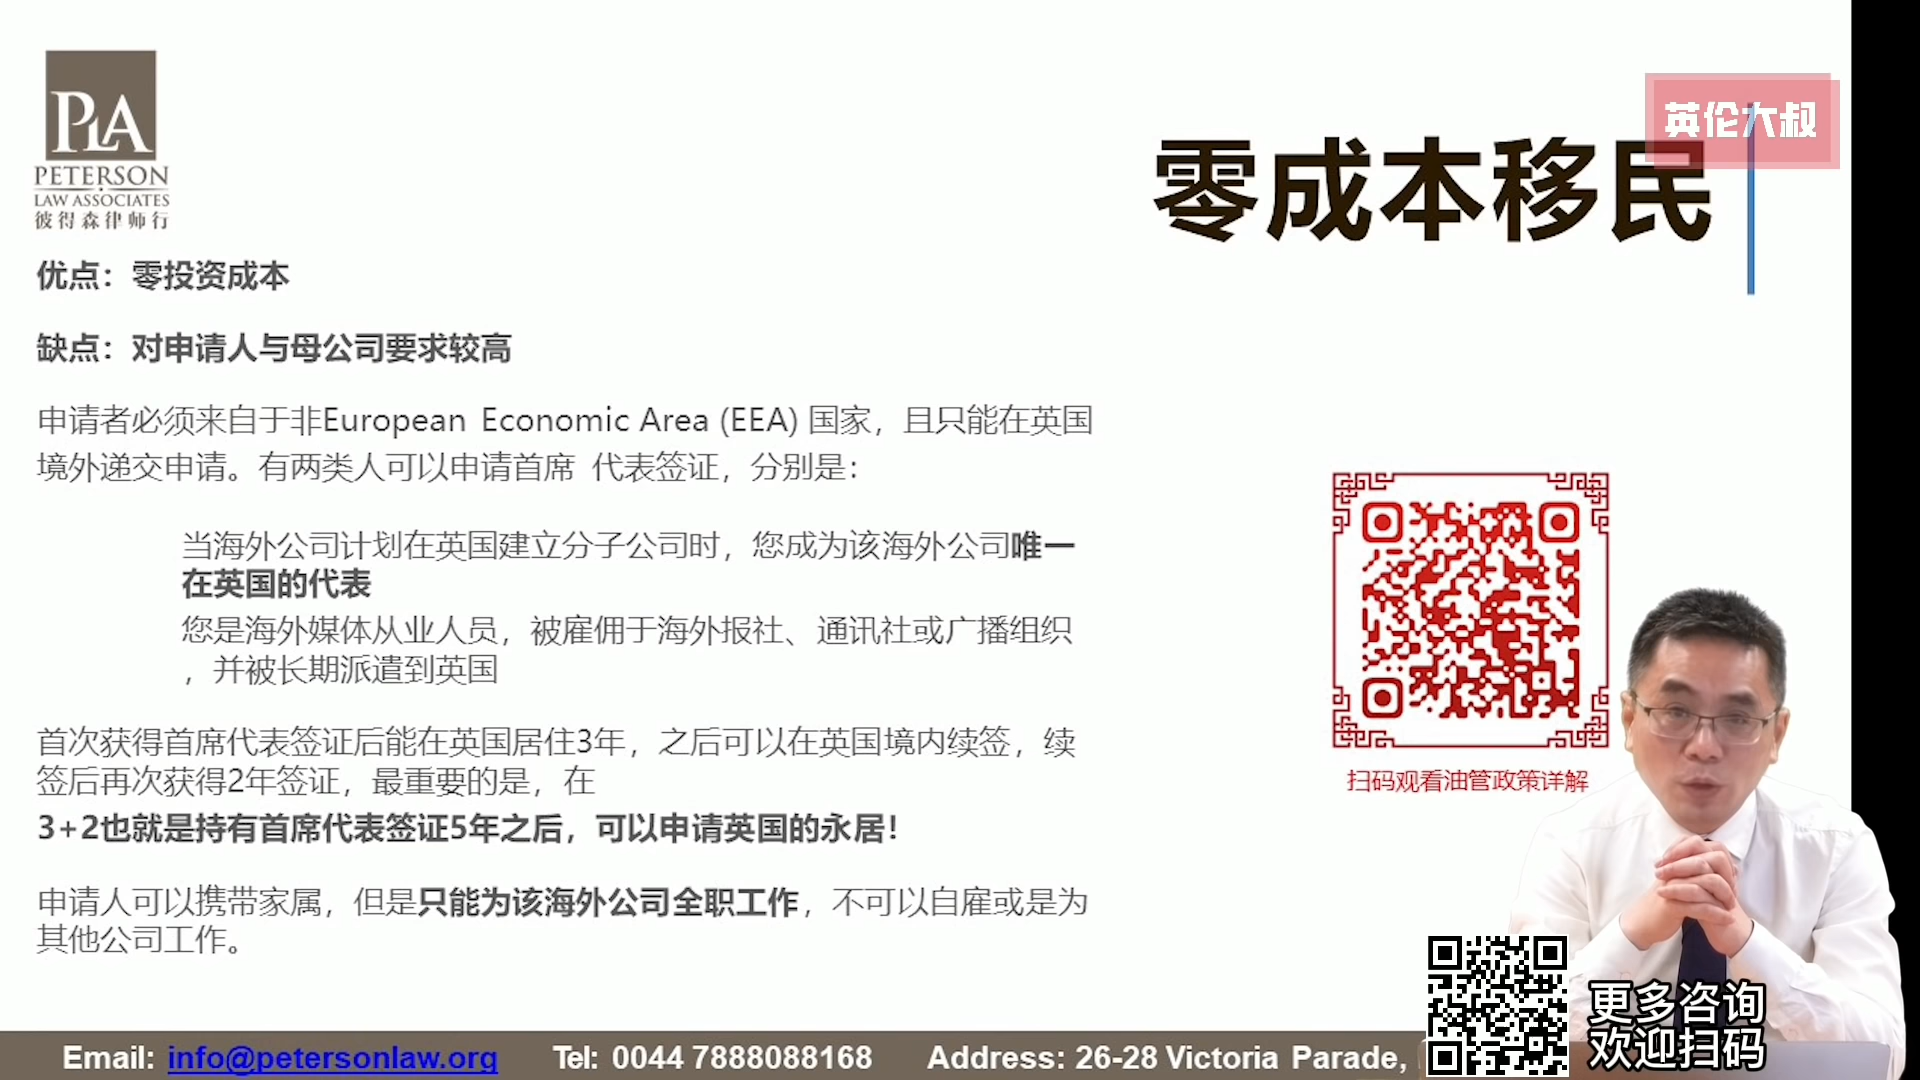 PLA
PETERSON
LAW ASSOCIATES
彼得森律师行
英伦大叔
零成本移民
优点：零投资成本
缺点：对申请人与母公司要求较高
申请者必须来自于非European Economic Area (EEA) 国家，且只能在英国
境外递交申请。有两类人可以申请首席 代表签证，分别是：
当海外公司计划在英国建立分子公司时，您成为该海外公司唯一
在英国的代表
您是海外媒体从业人员，被雇佣于海外报社、通讯社或广播组织
，并被长期派遣到英国
首次获得首席代表签证后能在英国居住3年，之后可以在英国境内续签，续
签后再次获得2年签证，最重要的是，在
3+2也就是持有首席代表签证5年之后，可以申请英国的永居！
申请人可以携带家属，但是只能为该海外公司全职工作，不可以自雇或是为
其他公司工作。
扫码观看油管政策详解
更多咨询
欢迎扫码
Email: info@petersonlaw.org Tel: 0044 7888088168 Address: 26-28 Victoria Parade,